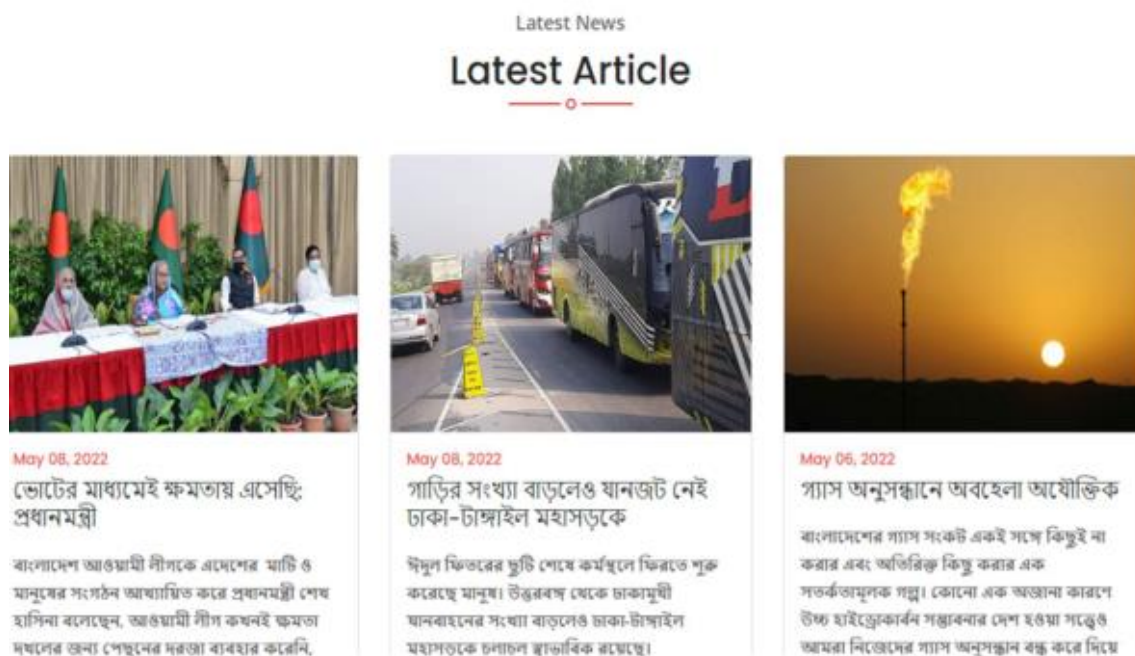 Latest News
Latest Article
May 08, 2022
ভোটের মাধ্যমেই ক্ষমতায় এসেছি:
প্রধানমন্ত্রী
বাংলাদেশ আওয়ামী লীগকে এদেশের মাটি ও
মানুষের সংগঠন আখ্যায়িত করে প্রধানমন্ত্রী শেখ
হাসিনা বলেছেন, আওয়ামী লীগ কখনই ক্ষমতা
দখলের জন্য পেছনের দরজা ব্যবহার করেনি,
May 08, 2022
গাড়ির সংখ্যা বাড়লেও যানজট নেই
ঢাকা-টাঙ্গাইল মহাসড়কে
ঈদুল ফিতরের ছুটি শেষে কর্মস্থলে ফিরতে শুরু
করেছে মানুষ। উত্তরবঙ্গ থেকে ঢাকামুখী
যানবাহনের সংখ্যা বাড়লেও ঢাকা-টাঙ্গাইল
মহাসড়কে চলাচল স্বাভাবিক রয়েছে।
May 06, 2022
গ্যাস অনুসন্ধানে অবহেলা অযৌক্তিক
বাংলাদেশের গ্যাস সংকট একই সঙ্গে কিছুই না
করার এবং অতিরিক্ত কিছু করার এক
সতর্কতামূলক গল্প। কোনো এক অজানা কারণে
উচ্চ হাইড্রোকার্বন সম্ভাবনার দেশ হওয়া সত্ত্বেও
আমরা নিজেদের গ্যাস অনুসন্ধান বন্ধ করে দিয়ে